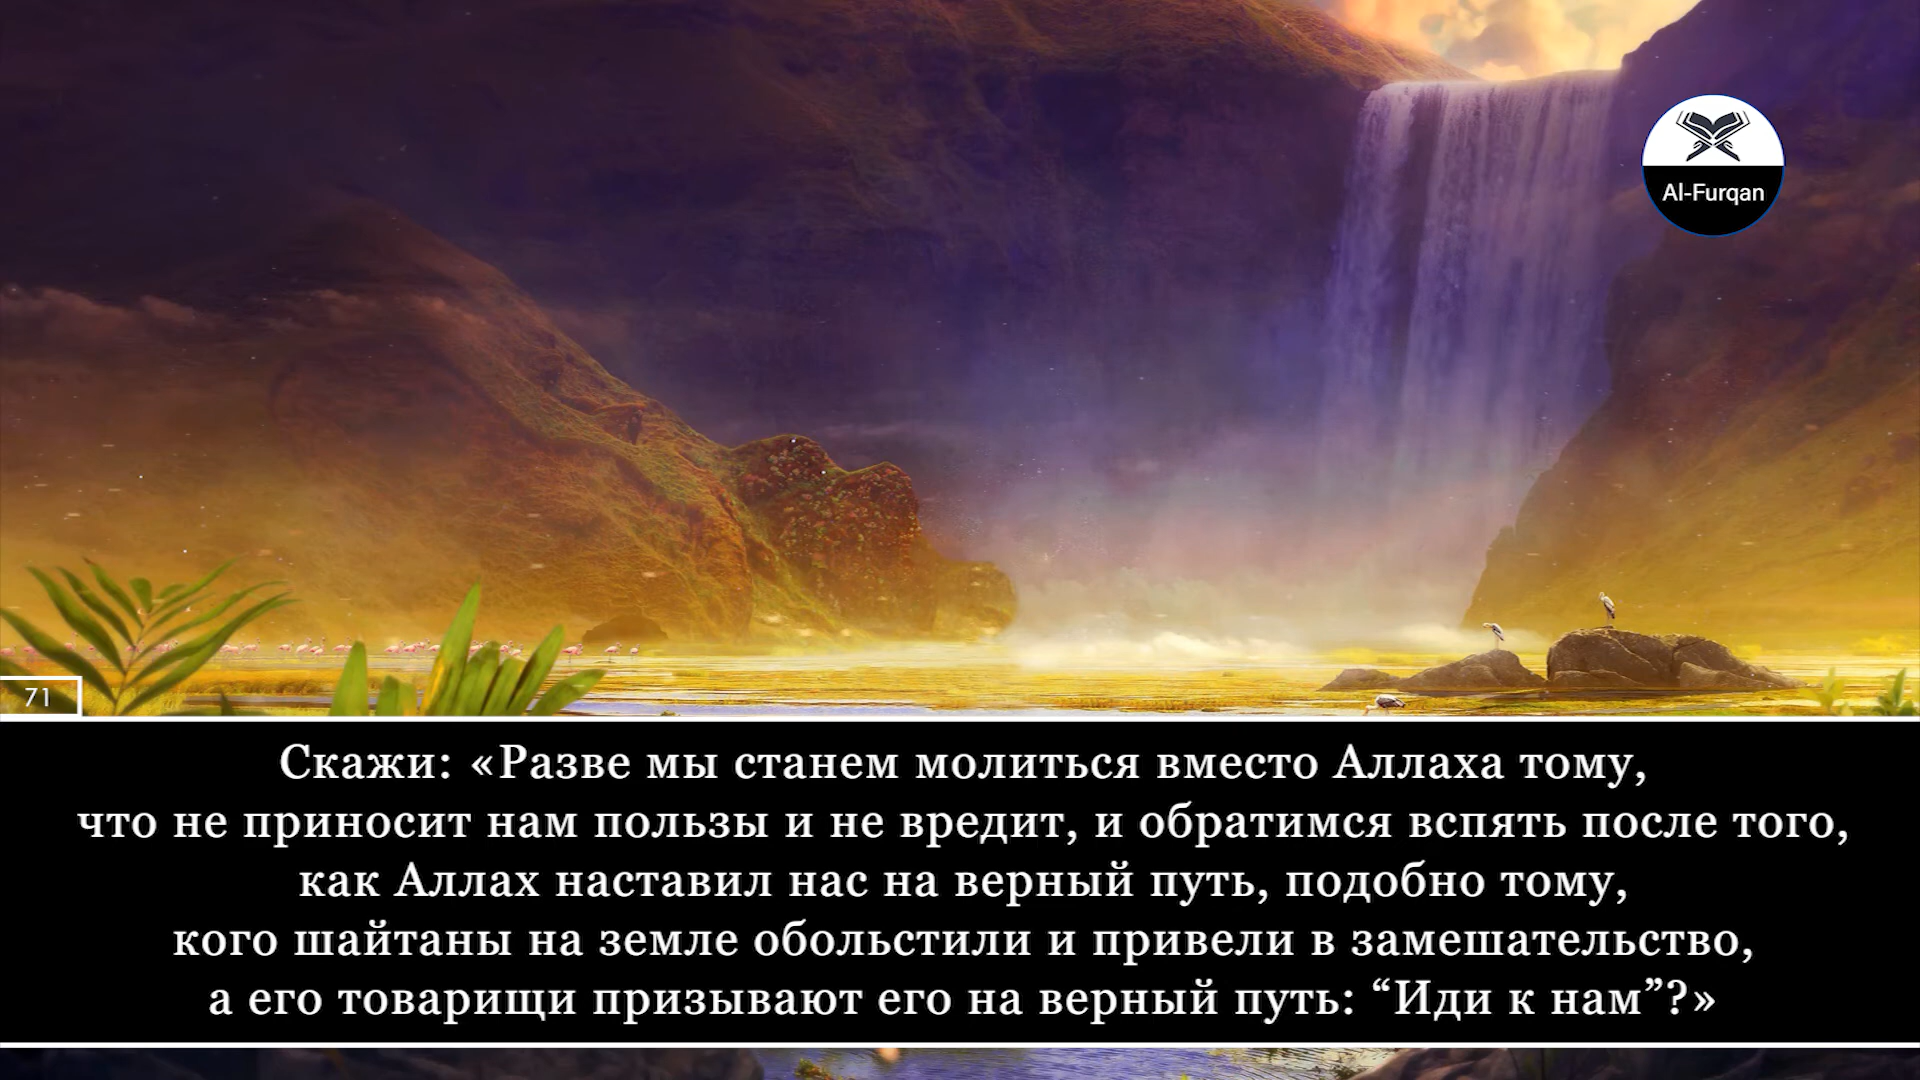 Al-Furqan
71
Скажи: «Разве мы станем молиться вместо Аллаха тому,
что не приносит нам пользы и не вредит, и обратимся вспять после того,
как Аллах наставил нас на верный путь, подобно тому,
кого шайтаны на земле обольстили и привели в замешательство,
а его товарищи призывают его на верный путь: “Иди к нам”?»